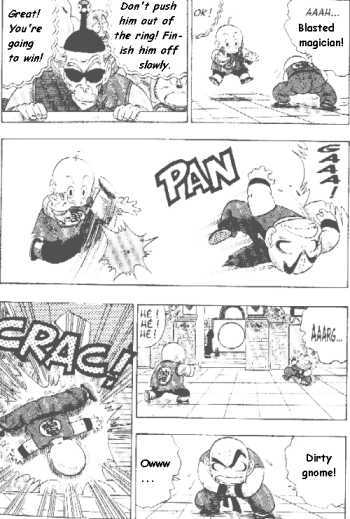 Great!
You're
going
to win!
Don't push
him out of
the ring! Fin-
ish him off
slowly.
OK!
AAAH...
Blasted
magician!
PAN
GAAA!
CRAC!
HÉ!
HÉ!
HÉ!
AAARG...
Owww
...
Dirty
gnome!